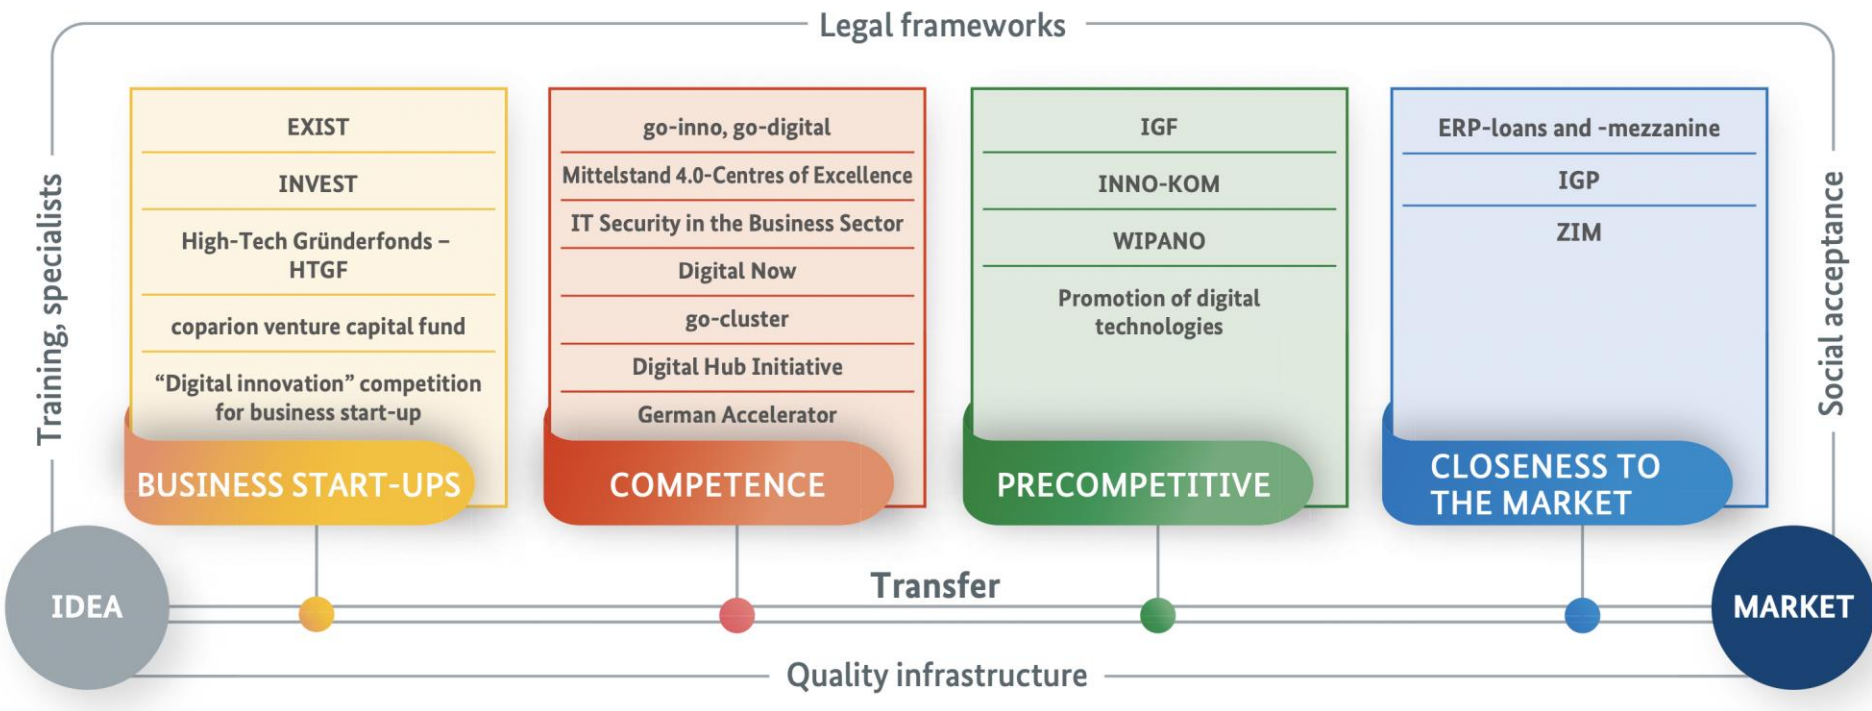 Legal frameworks
Training, specialists
EXIST
INVEST
High-Tech Gründerfonds –
HTGF
coparion venture capital fund
“Digital innovation” competition
for business start-up
BUSINESS START-UPS
go-inno, go-digital
Mittelstand 4.0-Centres of Excellence
IT Security in the Business Sector
Digital Now
go-cluster
Digital Hub Initiative
German Accelerator
COMPETENCE
IGF
INNO-KOM
WIPANO
Promotion of digital
technologies
PRECOMPETITIVE
ERP-loans and -mezzanine
IGP
ZIM
CLOSENESS TO
THE MARKET
Social acceptance
IDEA
Transfer
MARKET
Quality infrastructure